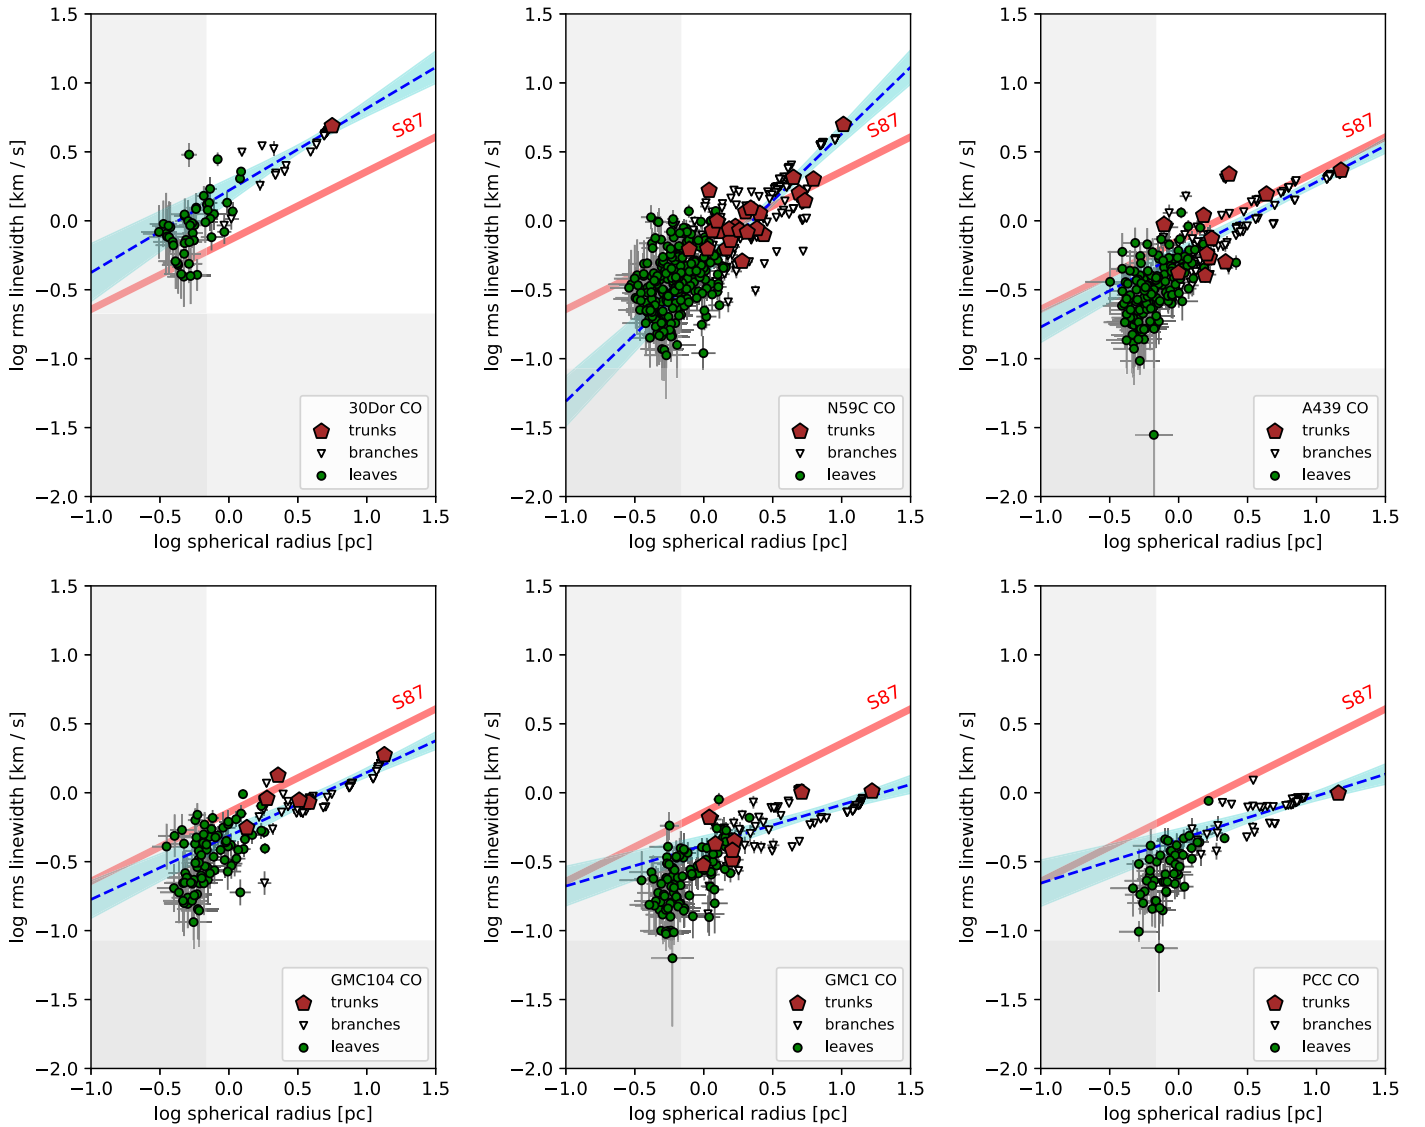 1.5
1.0
0.5
0.0
−0.5
−1.0
−1.5
−2.0
log rms linewidth [km / s]
S87
30Dor CO
trunks
branches
leaves
−1.0 −0.5 0.0 0.5 1.0 1.5
log spherical radius [pc]
1.5
1.0
0.5
0.0
−0.5
−1.0
−1.5
−2.0
log rms linewidth [km / s]
S87
N59C CO
trunks
branches
leaves
−1.0 −0.5 0.0 0.5 1.0 1.5
log spherical radius [pc]
1.5
1.0
0.5
0.0
−0.5
−1.0
−1.5
−2.0
log rms linewidth [km / s]
S87
A439 CO
trunks
branches
leaves
−1.0 −0.5 0.0 0.5 1.0 1.5
log spherical radius [pc]
1.5
1.0
0.5
0.0
−0.5
−1.0
−1.5
−2.0
log rms linewidth [km / s]
S87
GMC104 CO
trunks
branches
leaves
−1.0 −0.5 0.0 0.5 1.0 1.5
log spherical radius [pc]
1.5
1.0
0.5
0.0
−0.5
−1.0
−1.5
−2.0
log rms linewidth [km / s]
S87
GMC1 CO
trunks
branches
leaves
−1.0 −0.5 0.0 0.5 1.0 1.5
log spherical radius [pc]
1.5
1.0
0.5
0.0
−0.5
−1.0
−1.5
−2.0
log rms linewidth [km / s]
S87
PCC CO
trunks
branches
leaves
−1.0 −0.5 0.0 0.5 1.0 1.5
log spherical radius [pc]